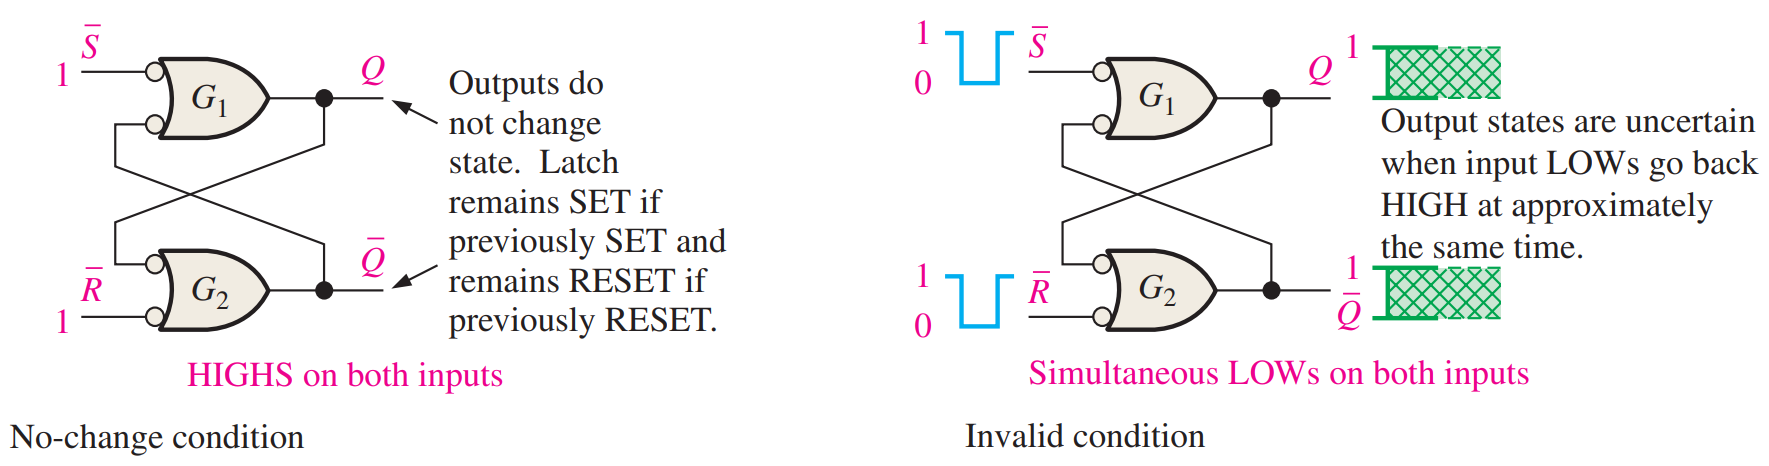 S̅
1
G₁
Q
Outputs do
not change
state. Latch
remains SET if
previously SET and
remains RESET if
previously RESET.
R̅
1
G₂
Q̅
HIGHS on both inputs
No-change condition
1
0
S̅
G₁
Q
1
Output states are uncertain
when input LOWs go back
HIGH at approximately
the same time.
1
0
R̅
G₂
1
Q̅
Simultaneous LOWs on both inputs
Invalid condition